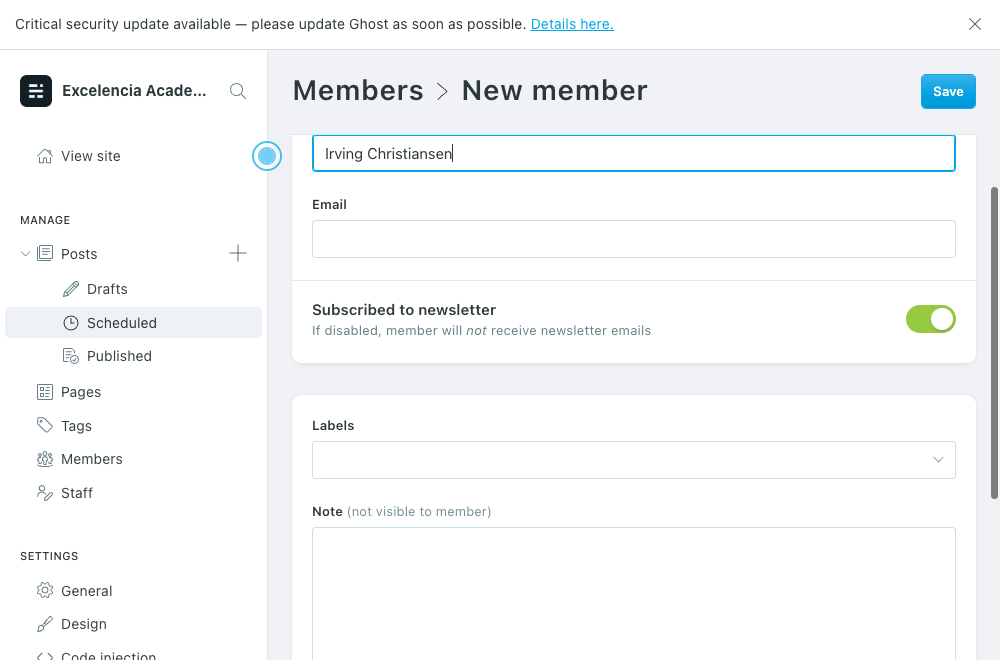 Critical security update available — please update Ghost as soon as possible. Details here.
Excelencia Acade...
Members > New member
Save
View site
Irving Christiansen
MANAGE
Email
Posts
Drafts
Subscribed to newsletter
Scheduled
If disabled, member will not receive newsletter emails
Published
Pages
Labels
Tags
Members
Staff
Note (not visible to member)
SETTINGS
General
Design
Code injection